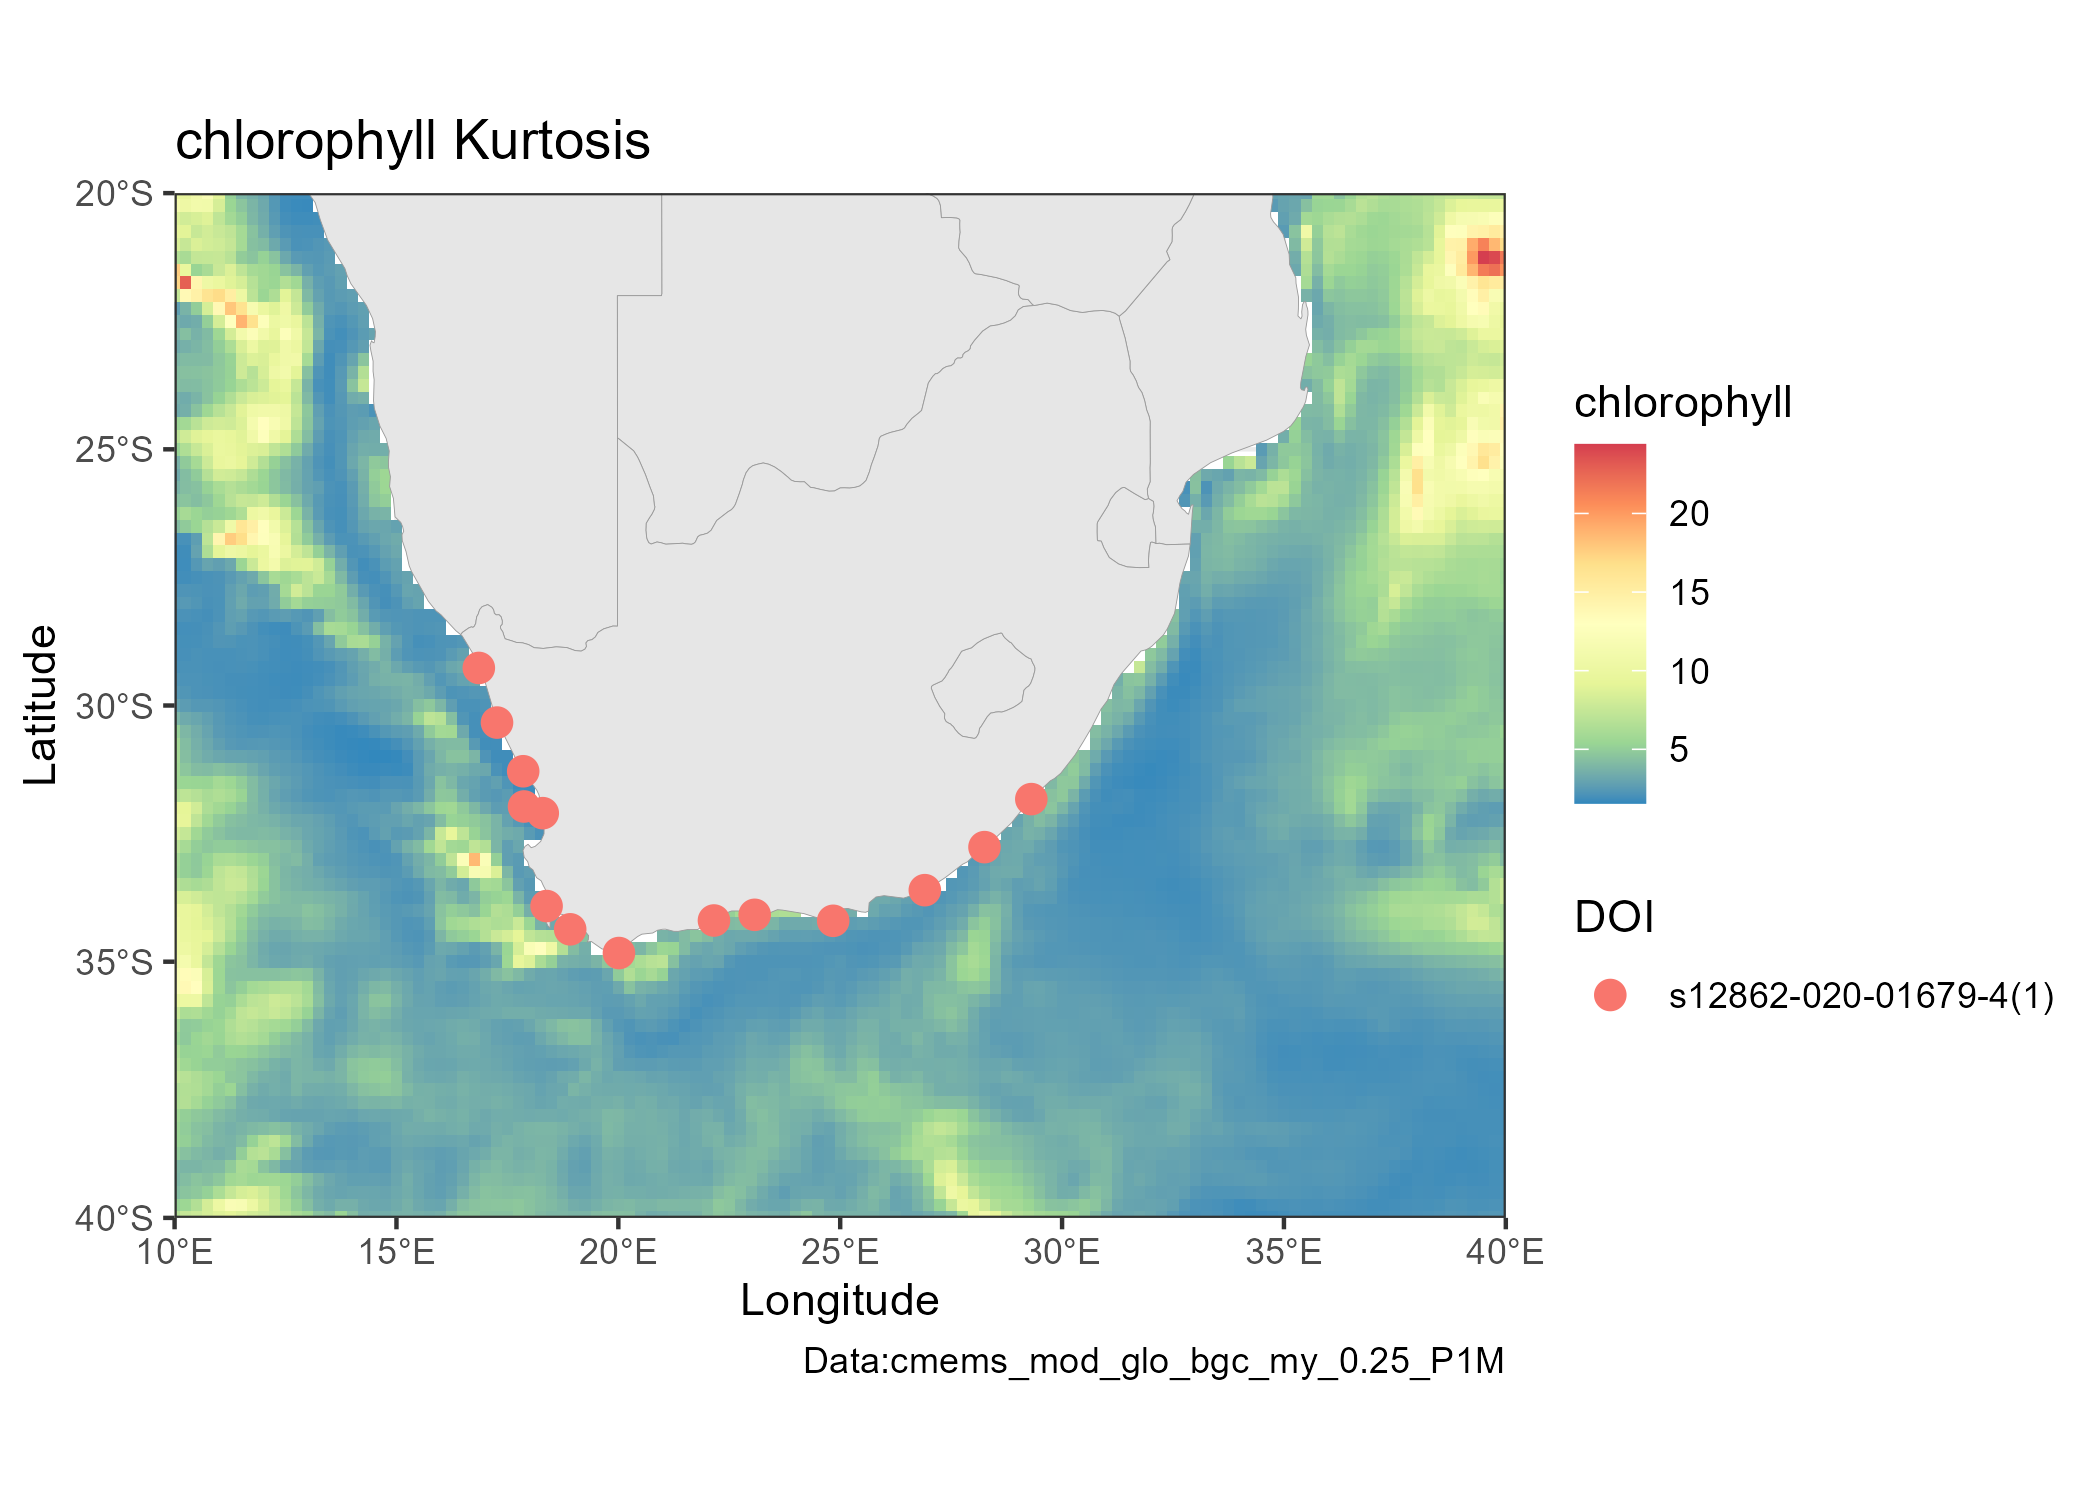 chlorophyll Kurtosis
20°S
25°S
30°S
35°S
40°S
Latitude
10°E 15°E 20°E 25°E 30°E 35°E 40°E
Longitude
Data:cmems_mod_glo_bgc_my_0.25_P1M
chlorophyll
20
15
10
5
DOI
s12862-020-01679-4(1)